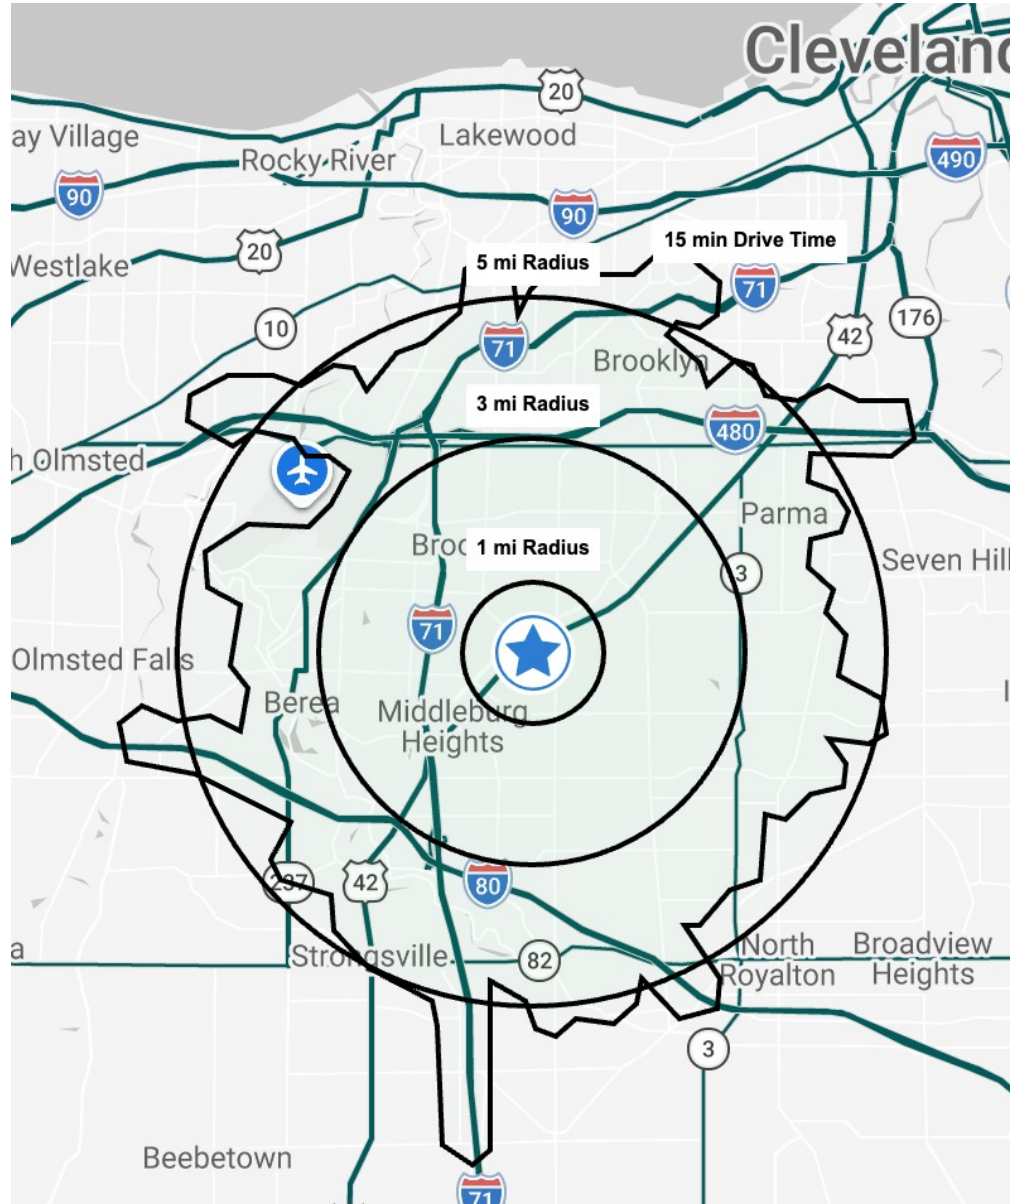 Cleveland
20
ay Village
Lakewood
Rocky River
490
90
90
20
15 min Drive Time
Westlake
5 mi Radius
71
10
176
42
71
Brooklyn
3 mi Radius
480
h Olmsted
Parma
Broo
1 mi Radius
Seven Hill
3
71
Olmsted Falls
Berea
Middleburg
Heights
237
42
80
North
Royalton
Broadview
Heights
a
Strongsville
82
3
Beebetown
71